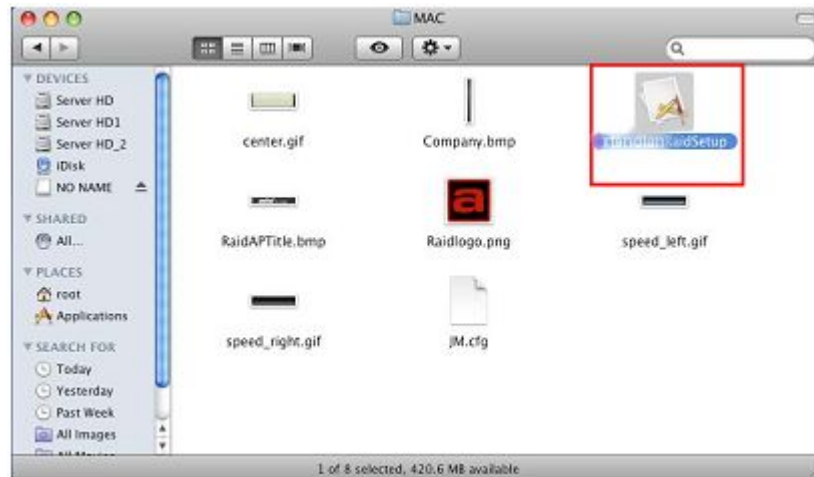 MAC
DEVICES
Server HD
Server HD1
Server HD_2
iDisk
NO NAME
SHARED
All...
PLACES
root
Applications
SEARCH FOR
Today
Yesterday
Past Week
All Images
center.gif
Company.bmp
RaidSetup
RaidAPTitle.bmp
a
Raidlogo.png
speed_left.gif
speed_right.gif
JM.cfg
1 of 8 selected, 420.6 MB available